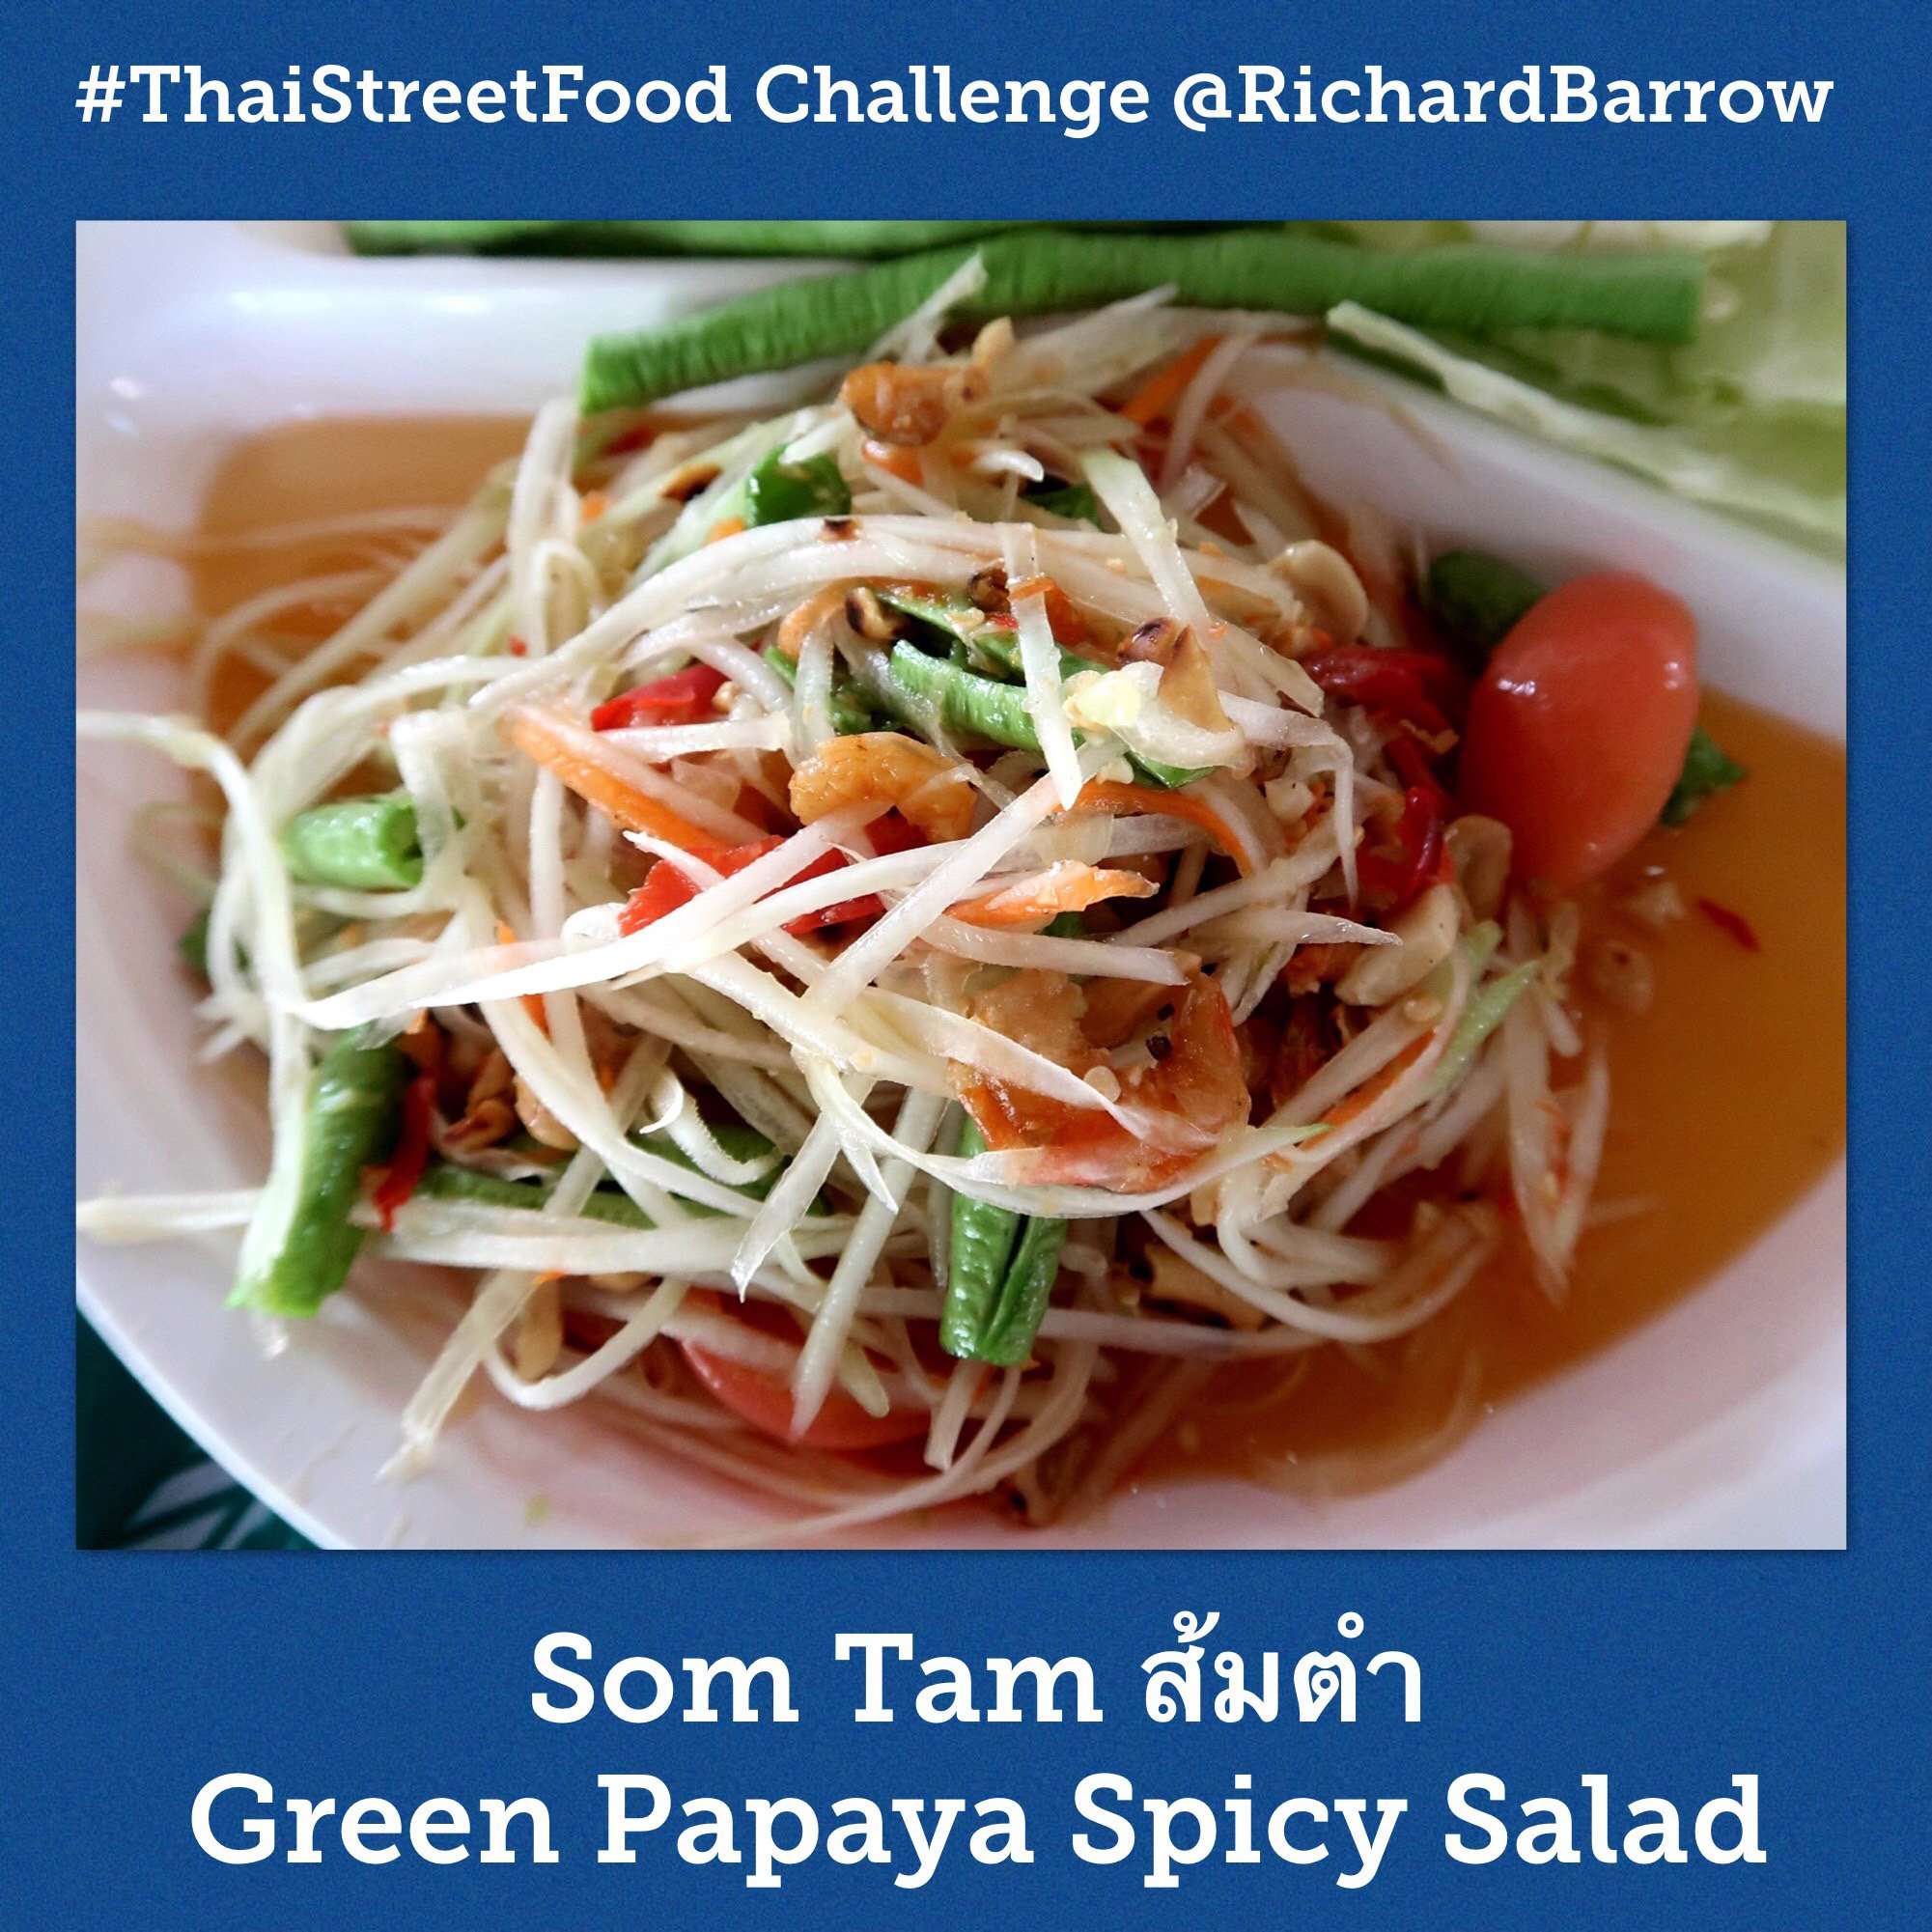 #ThaiStreetFood Challenge @RichardBarrow
Som Tam ส้มตำ
Green Papaya Spicy Salad